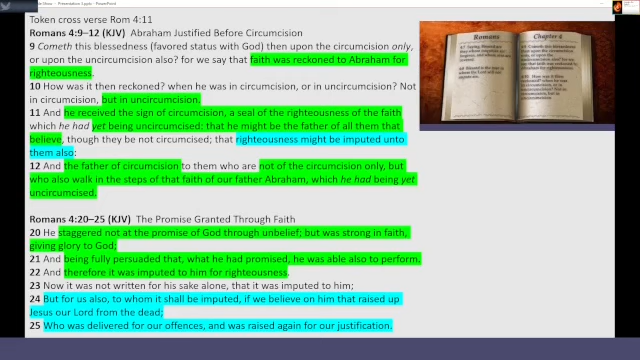 Presentation 3.pptx - PowerPoint
Token cross verse Rom 4:11
Romans 4:9–12 (KJV)  Abraham Justified Before Circumcision
9 Cometh this blessedness (favored status with God) then upon the circumcision only,
or upon the uncircumcision also? for we say that faith was reckoned to Abraham for
righteousness.
10 How was it then reckoned? when he was in circumcision, or in uncircumcision? Not
in circumcision, but in uncircumcision.
11 And he received the sign of circumcision, a seal of the righteousness of the faith
which he had yet being uncircumcised: that he might be the father of all them that
believe, though they be not circumcised; that righteousness might be imputed unto
them also:
12 And the father of circumcision to them who are not of the circumcision only, but
who also walk in the steps of that faith of our father Abraham, which he had being yet
uncircumcised.
Romans 4:20–25 (KJV)  The Promise Granted Through Faith
20 He staggered not at the promise of God through unbelief; but was strong in faith,
giving glory to God;
21 And being fully persuaded that, what he had promised, he was able also to perform.
22 And therefore it was imputed to him for righteousness.
23 Now it was not written for his sake alone, that it was imputed to him;
24 But for us also, to whom it shall be imputed, if we believe on him that raised up
Jesus our Lord from the dead;
25 Who was delivered for our offences, and was raised again for our justification.
Romans
Chapter